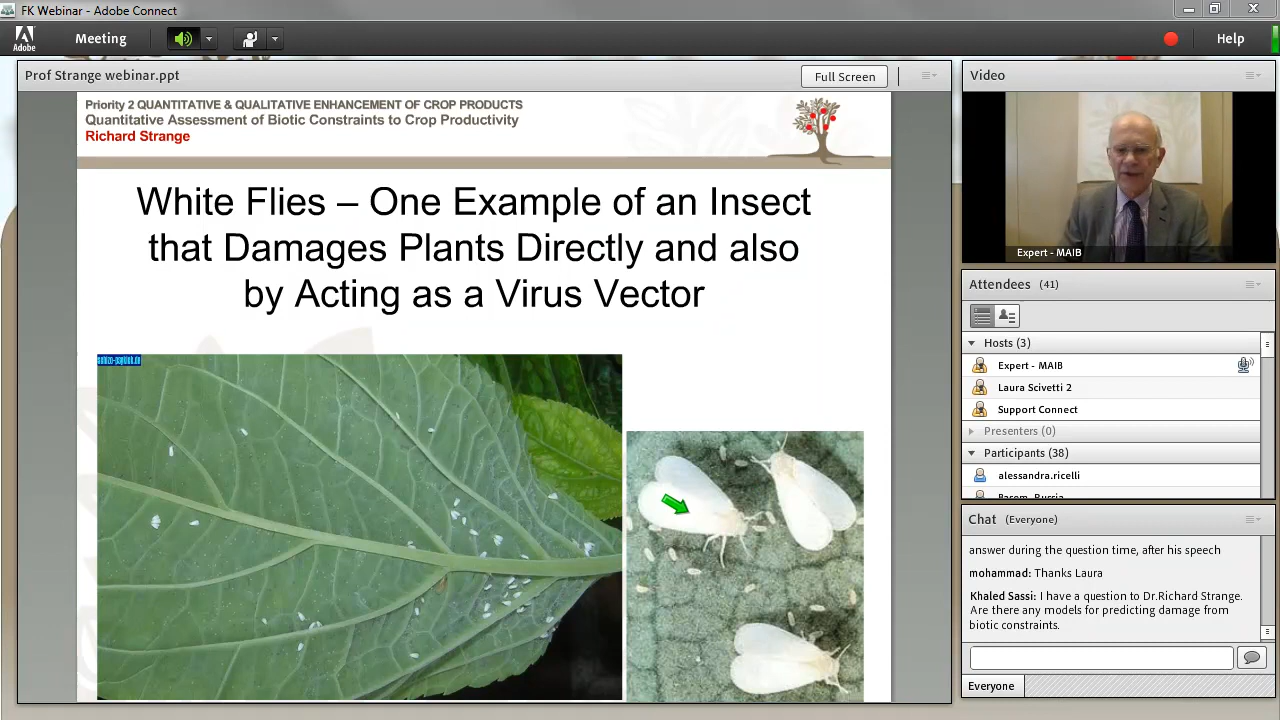 FK Webinar - Adobe Connect
Adobe
Meeting
Help
Prof Strange webinar.ppt
Full Screen
Priority 2 QUANTITATIVE & QUALITATIVE ENHANCEMENT OF CROP PRODUCTS
Quantitative Assessment of Biotic Constraints to Crop Productivity
Richard Strange
White Flies – One Example of an Insect
that Damages Plants Directly and also
by Acting as a Virus Vector
Video
Expert - MAIB
Attendees (41)
Hosts (3)
Expert - MAIB
Laura Scivetti 2
Support Connect
Presenters (0)
Participants (38)
alessandra.ricelli
Chat (Everyone)
answer during the question time, after his speech
mohammad: Thanks Laura
Khaled Sassi: I have a question to Dr.Richard Strange.
Are there any models for predicting damage from
biotic constraints.
Everyone